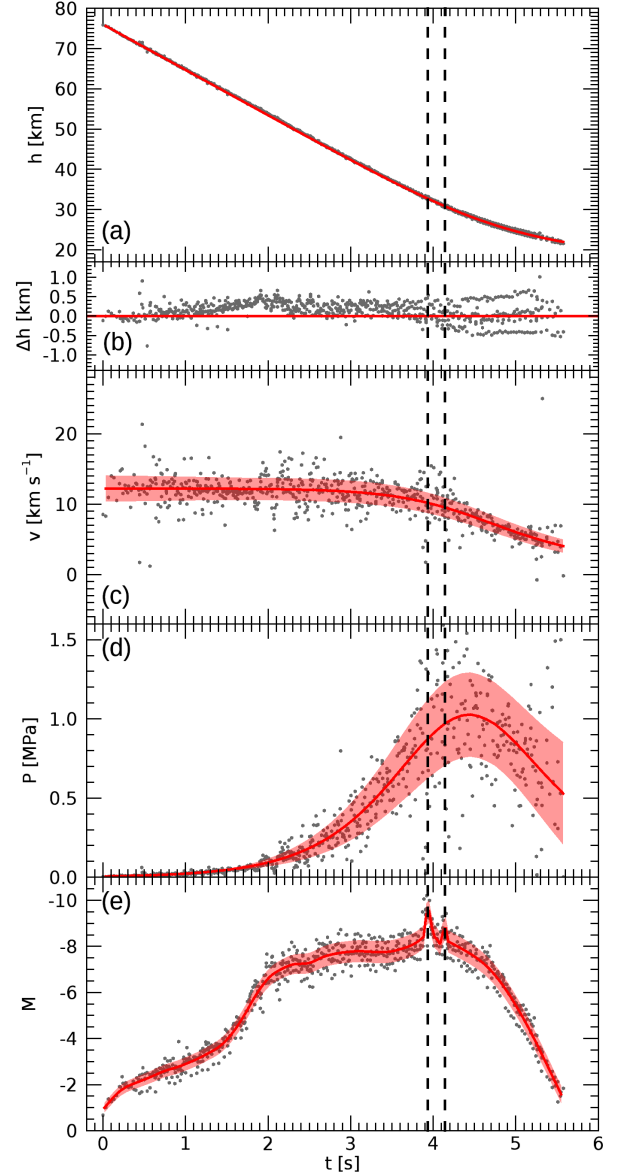 80
70
60
50
40
30
20
h [km]
(a)
1.0
0.5
0.0
-0.5
-1.0
Δh [km]
(b)
20
10
0
v [km s⁻¹]
(c)
1.5
1.0
0.5
0.0
P [MPa]
(d)
-10
-8
-6
-4
-2
0
M
(e)
0 1 2 3 4 5 6
t [s]